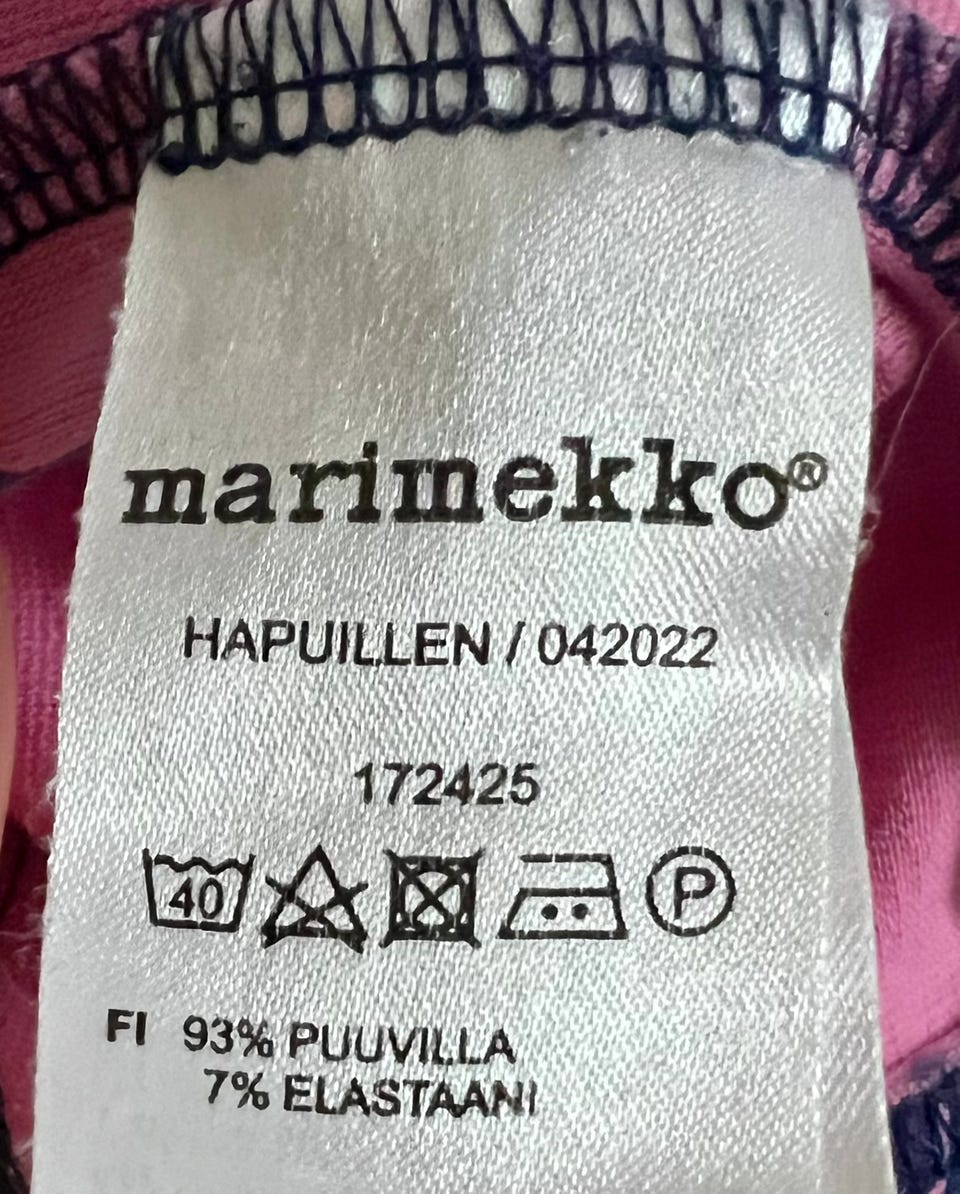 marimekko®
HAPUILLEN / 042022
172425
40 P
FI 93% PUUVILLA
7% ELASTAANI